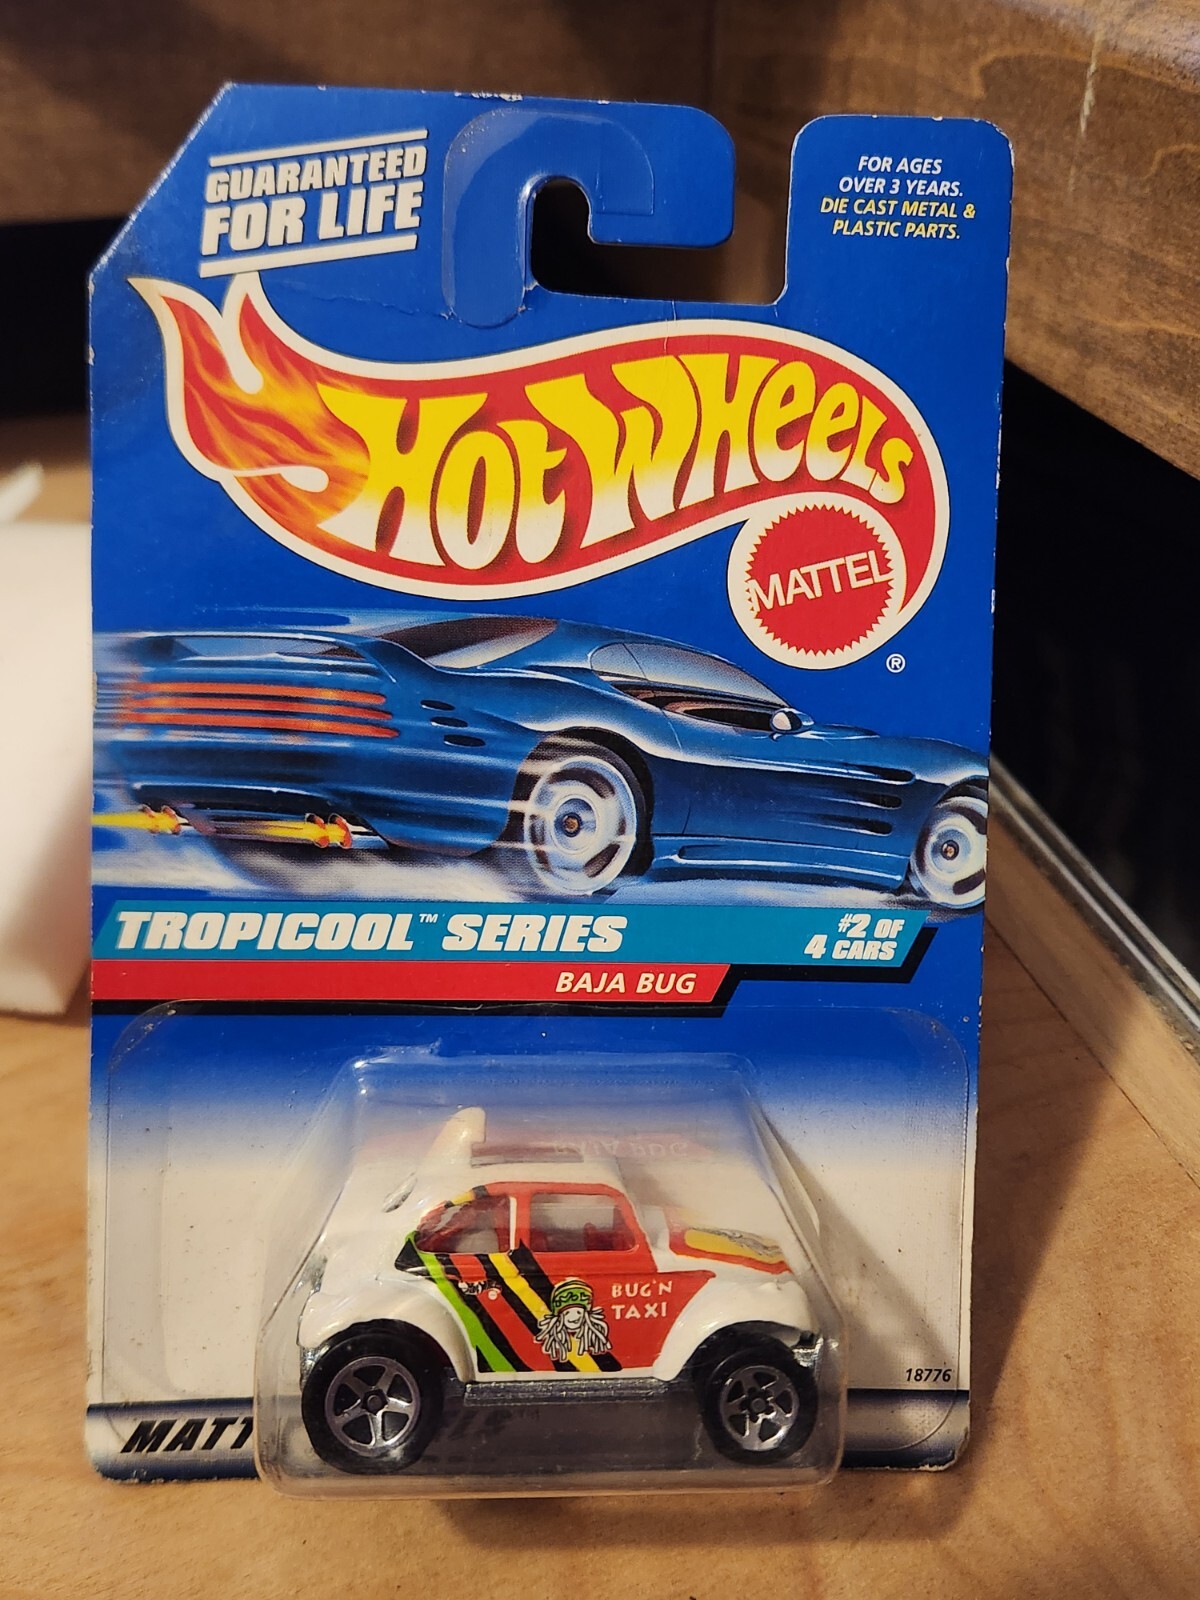 GUARANTEED
FOR LIFE
FOR AGES
OVER 3 YEARS.
DIE CAST METAL &
PLASTIC PARTS.
HOT WHEELS
MATTEL
®
TROPICOOL™ SERIES
#2 OF
4 CARS
BAJA BUG
BUG'N
TAXI
18776
MATT